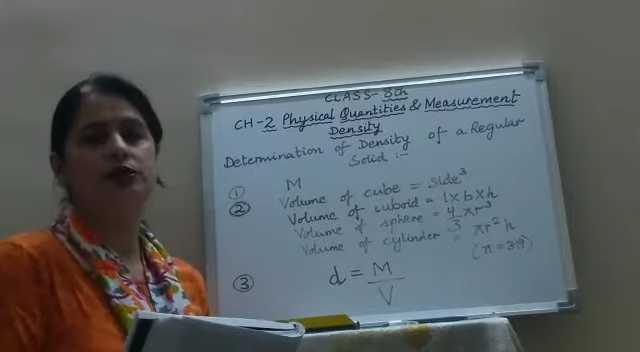 CLASS - 8th
CH-2 Physical Quantities & Measurement
Density
Determination of Density of a Regular
Solid :-
① M
② Volume of cube = Side³
Volume of cuboid = l×b×h
Volume of sphere = 4/3 πr³
Volume of cylinder = πr²h
(π = 3.14)
③ d = M/V